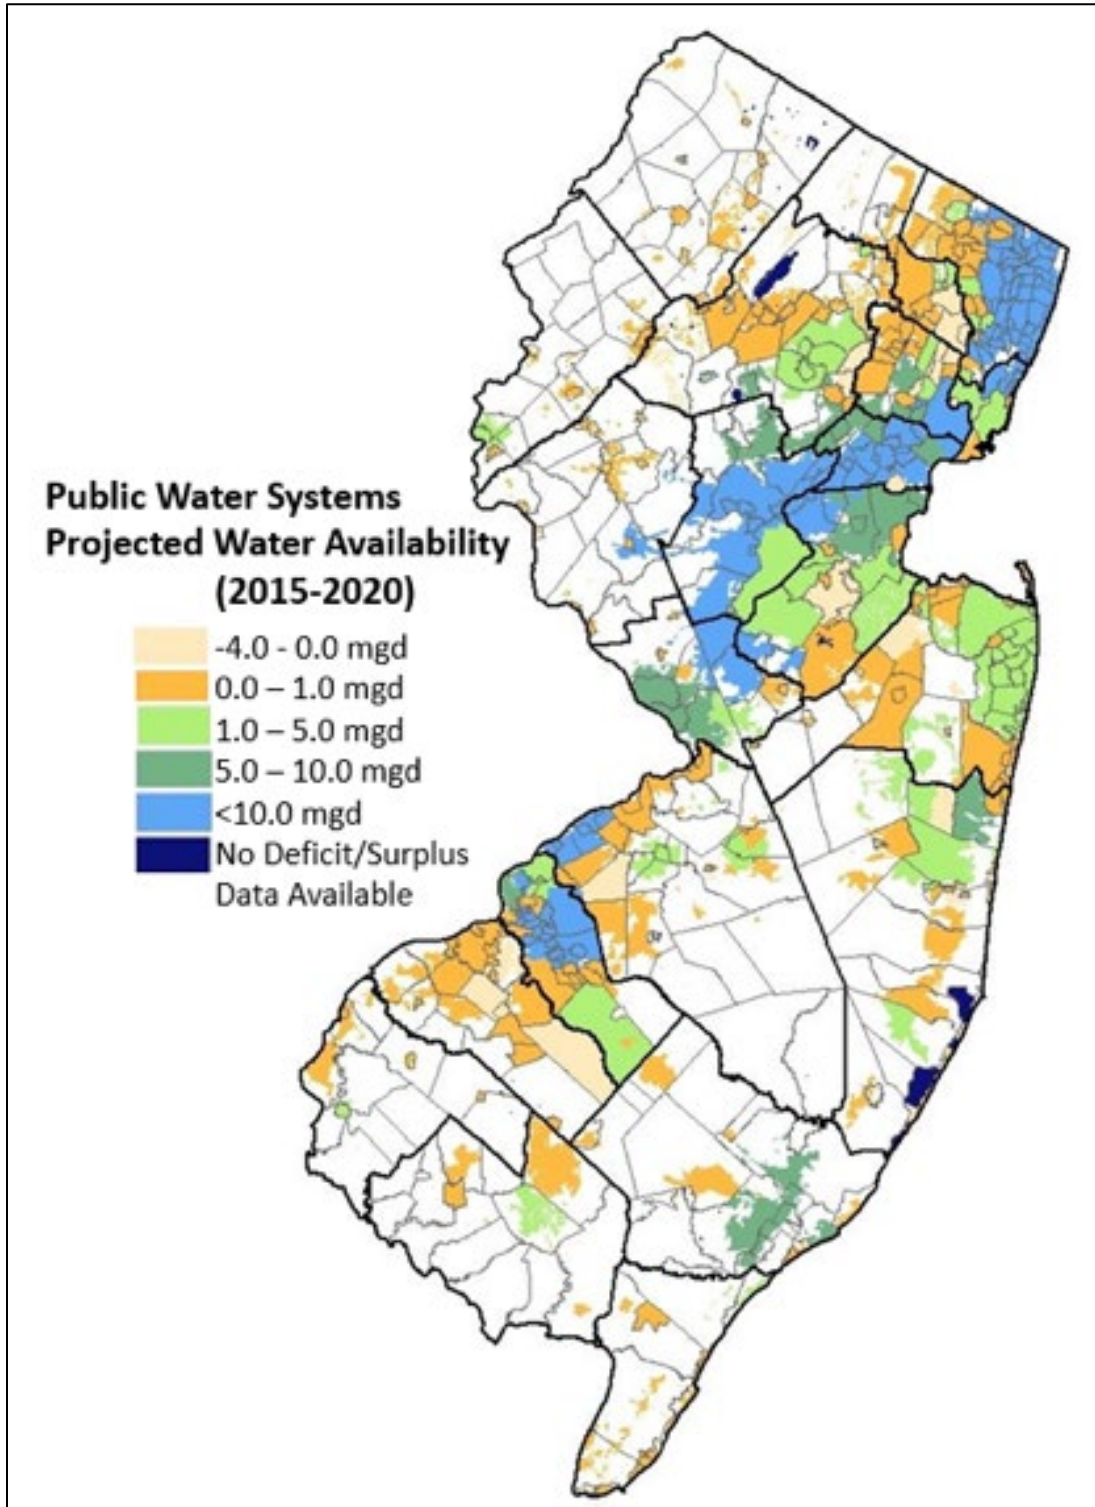 Public Water Systems
Projected Water Availability
(2015-2020)
-4.0 - 0.0 mgd
0.0 – 1.0 mgd
1.0 – 5.0 mgd
5.0 – 10.0 mgd
<10.0 mgd
No Deficit/Surplus
Data Available